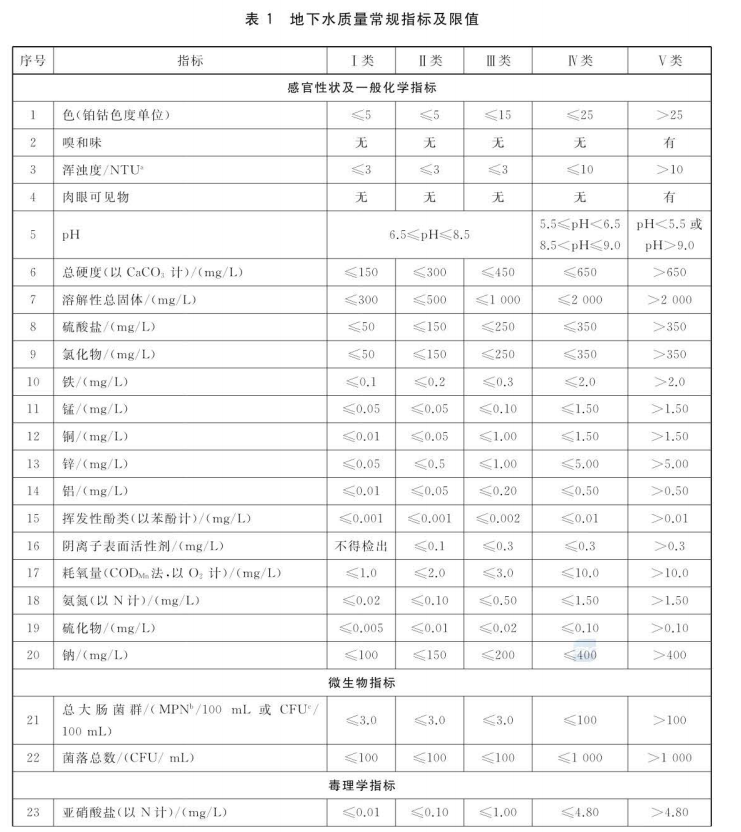 表 1 地下水质量常规指标及限值
序号 指标 Ⅰ类 Ⅱ类 Ⅲ类 Ⅳ类 Ⅴ类
感官性状及一般化学指标
1 色(铂钴色度单位) ≤5 ≤5 ≤15 ≤25 >25
2 嗅和味 无 无 无 无 有
3 浑浊度/NTUᵃ ≤3 ≤3 ≤3 ≤10 >10
4 肉眼可见物 无 无 无 无 有
5 pH 6.5≤pH≤8.5 5.5≤pH<6.5 pH<5.5 或
8.5<pH≤9.0 pH>9.0
6 总硬度(以 CaCO₃ 计)/(mg/L) ≤150 ≤300 ≤450 ≤650 >650
7 溶解性总固体/(mg/L) ≤300 ≤500 ≤1 000 ≤2 000 >2 000
8 硫酸盐/(mg/L) ≤50 ≤150 ≤250 ≤350 >350
9 氯化物/(mg/L) ≤50 ≤150 ≤250 ≤350 >350
10 铁/(mg/L) ≤0.1 ≤0.2 ≤0.3 ≤2.0 >2.0
11 锰/(mg/L) ≤0.05 ≤0.05 ≤0.10 ≤1.50 >1.50
12 铜/(mg/L) ≤0.01 ≤0.05 ≤1.00 ≤1.50 >1.50
13 锌/(mg/L) ≤0.05 ≤0.5 ≤1.00 ≤5.00 >5.00
14 铝/(mg/L) ≤0.01 ≤0.05 ≤0.20 ≤0.50 >0.50
15 挥发性酚类(以苯酚计)/(mg/L) ≤0.001 ≤0.001 ≤0.002 ≤0.01 >0.01
16 阴离子表面活性剂/(mg/L) 不得检出 ≤0.1 ≤0.3 ≤0.3 >0.3
17 耗氧量(CODMn法,以 O₂ 计)/(mg/L) ≤1.0 ≤2.0 ≤3.0 ≤10.0 >10.0
18 氨氮(以 N 计)/(mg/L) ≤0.02 ≤0.10 ≤0.50 ≤1.50 >1.50
19 硫化物/(mg/L) ≤0.005 ≤0.01 ≤0.02 ≤0.10 >0.10
20 钠/(mg/L) ≤100 ≤150 ≤200 ≤400 >400
微生物指标
21 总大肠菌群/(MPNᵇ/100 mL 或 CFUᶜ/
100 mL) ≤3.0 ≤3.0 ≤3.0 ≤100 >100
22 菌落总数/(CFU/ mL) ≤100 ≤100 ≤100 ≤1 000 >1 000
毒理学指标
23 亚硝酸盐(以 N 计)/(mg/L) ≤0.01 ≤0.10 ≤1.00 ≤4.80 >4.80